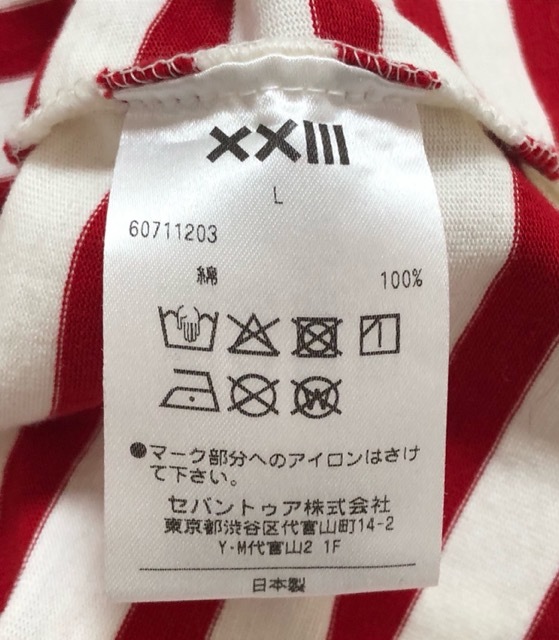 XXIII
L
60711203
綿 100%
●マーク部分へのアイロンはさけ
て下さい。
セバントゥア株式会社
東京都渋谷区代官山町14-2
Y・M代官山2 1F
日本製